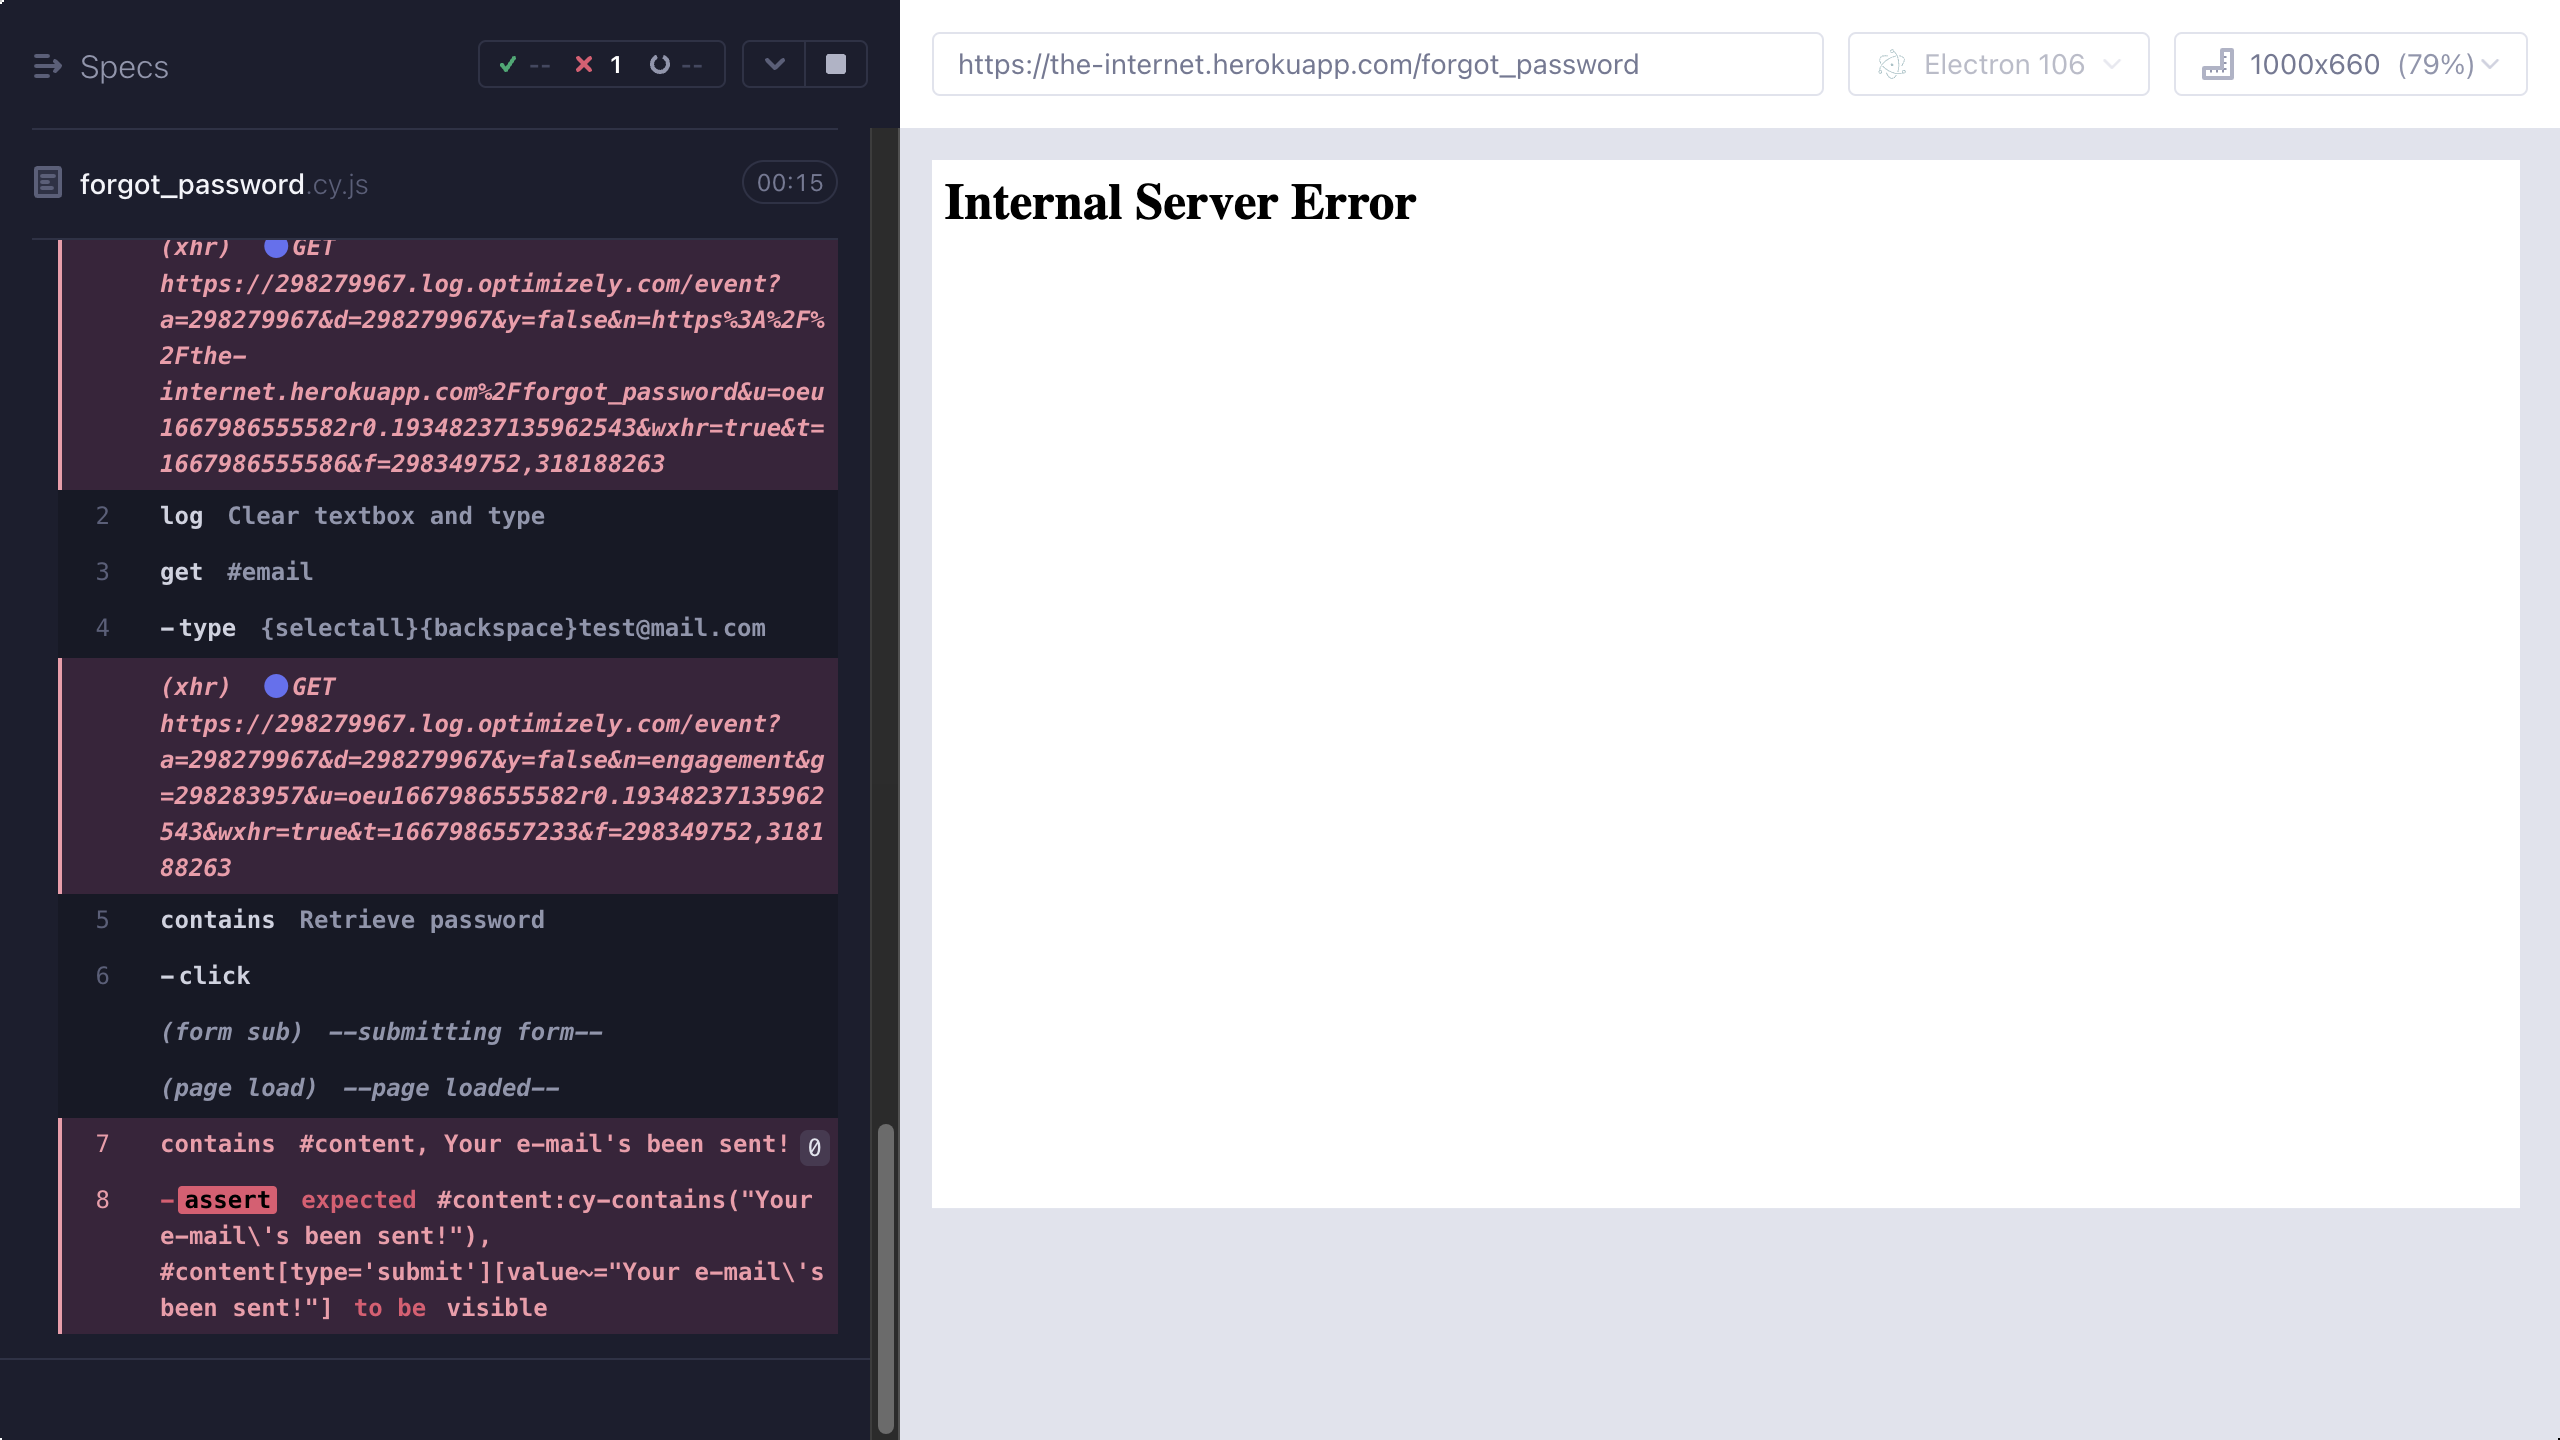 Specs
-- 1 --
forgot_password.cy.js
00:15
(xhr) GET
https://298279967.log.optimizely.com/event?
a=298279967&d=298279967&y=false&n=https%3A%2F%
2Fthe-
internet.herokuapp.com%2Fforgot_password&u=oeu
1667986555582r0.19348237135962543&wxhr=true&t=
1667986555586&f=298349752,318188263
2 log Clear textbox and type
3 get #email
4 -type {selectall}{backspace}test@mail.com
(xhr) GET
https://298279967.log.optimizely.com/event?
a=298279967&d=298279967&y=false&n=engagement&g
=298283957&u=oeu1667986555582r0.19348237135962
543&wxhr=true&t=1667986557233&f=298349752,3181
88263
5 contains Retrieve password
6 -click
(form sub) --submitting form--
(page load) --page loaded--
7 contains #content, Your e-mail's been sent! 0
8 -assert expected #content:cy-contains("Your
e-mail\'s been sent!"),
#content[type='submit'][value~="Your e-mail\'s
been sent!"] to be visible
https://the-internet.herokuapp.com/forgot_password
Electron 106
1000x660 (79%)
Internal Server Error